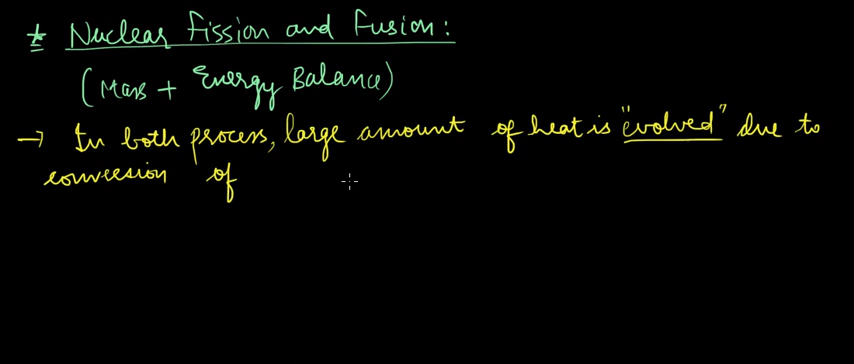 * Nuclear Fission and Fusion:
(Mass + Energy Balance)
→ In both process, large amount of heat is "evolved" due to
conversion of